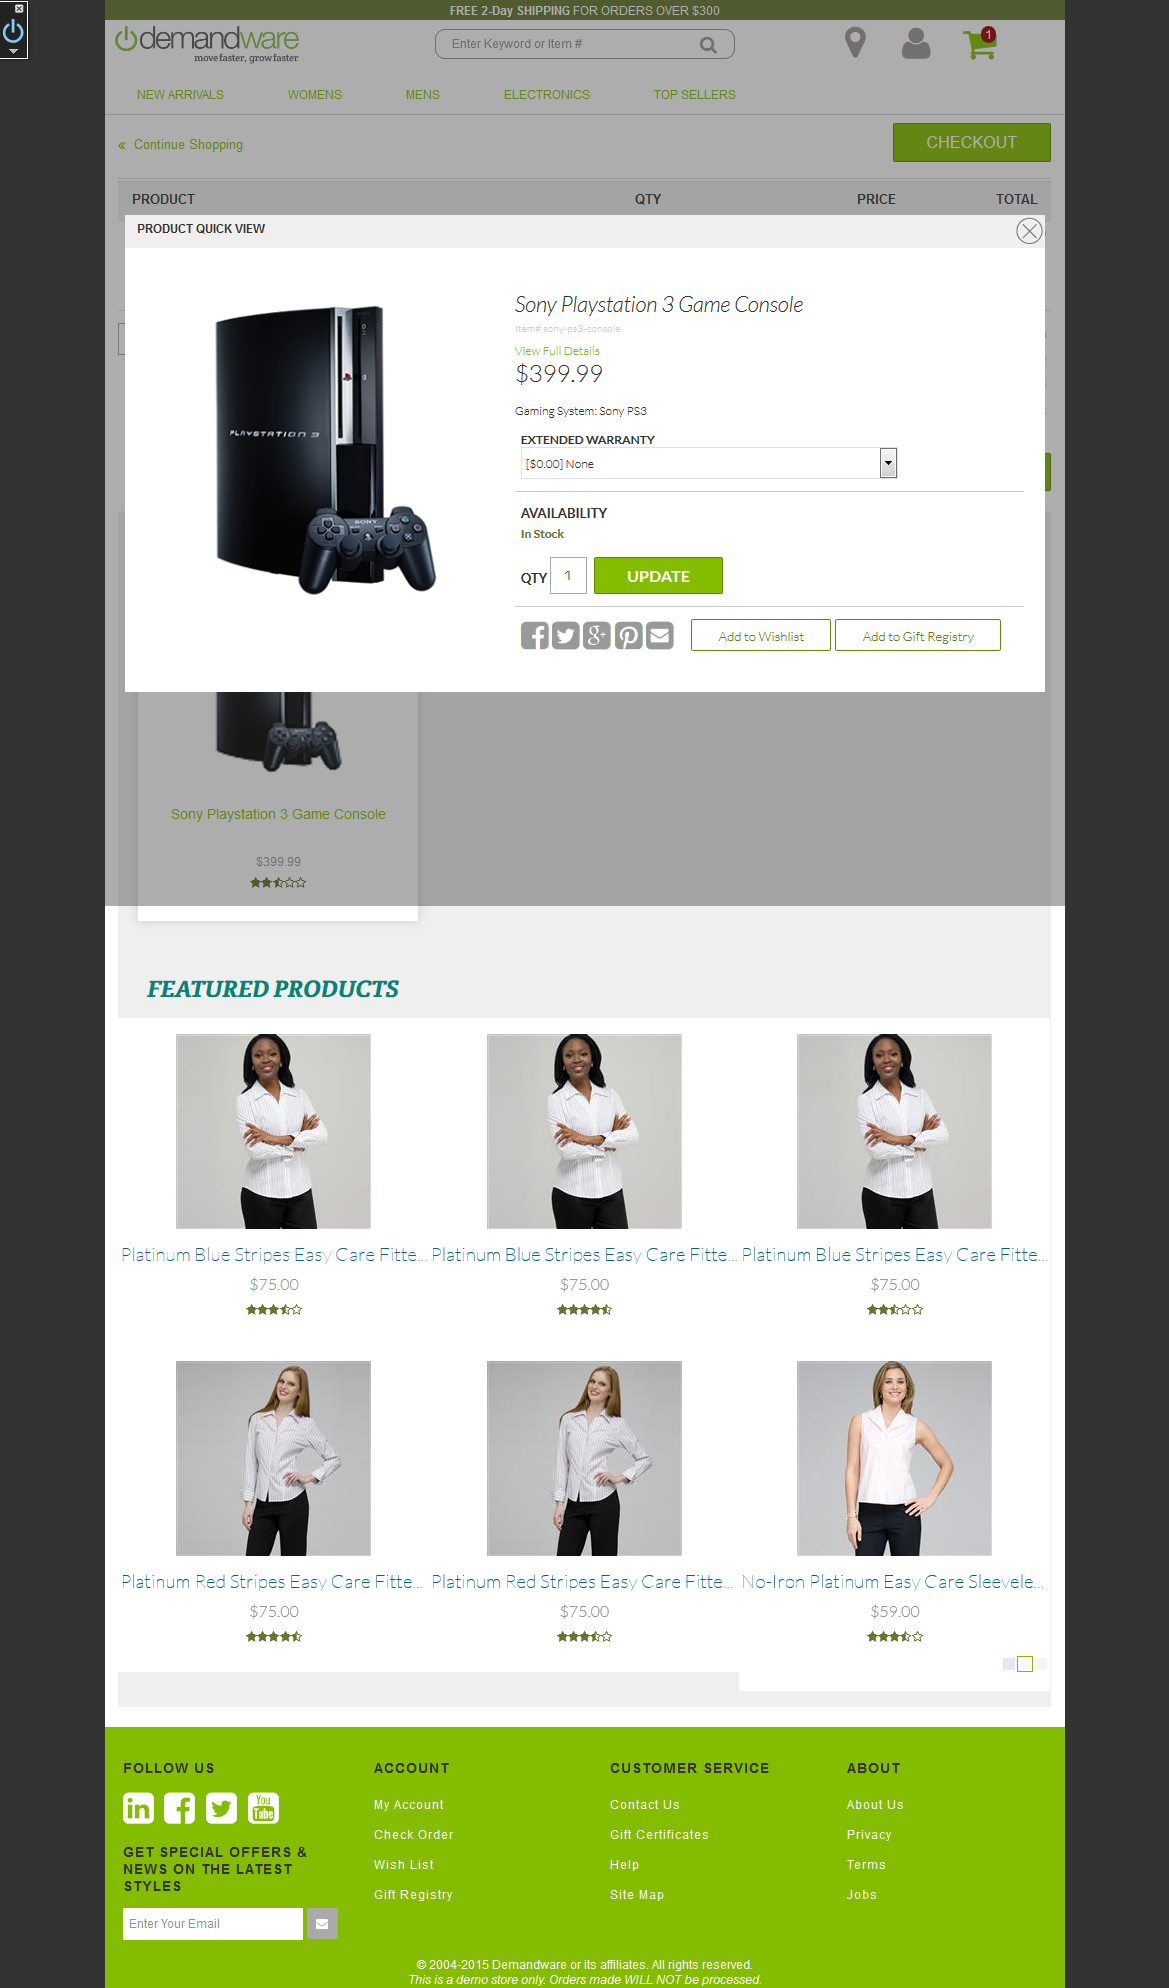 FREE 2-Day SHIPPING FOR ORDERS OVER $300
demandware
move faster, grow faster
Enter Keyword or Item #
1
NEW ARRIVALS
WOMENS
MENS
ELECTRONICS
TOP SELLERS
« Continue Shopping
CHECKOUT
PRODUCT
QTY
PRICE
TOTAL
PRODUCT QUICK VIEW
PLAYSTATION 3
SONY
Sony Playstation 3 Game Console
Item# sony-ps3-console
View Full Details
$399.99
Gaming System: Sony PS3
EXTENDED WARRANTY
[$0.00] None
AVAILABILITY
In Stock
QTY 1 UPDATE
Add to Wishlist
Add to Gift Registry
Sony Playstation 3 Game Console
$399.99
FEATURED PRODUCTS
Platinum Blue Stripes Easy Care Fitte...
Platinum Blue Stripes Easy Care Fitte...
Platinum Blue Stripes Easy Care Fitte...
$75.00
$75.00
$75.00
Platinum Red Stripes Easy Care Fitte...
Platinum Red Stripes Easy Care Fitte...
No-Iron Platinum Easy Care Sleevele...
$75.00
$75.00
$59.00
FOLLOW US
You Tube
GET SPECIAL OFFERS &
NEWS ON THE LATEST
STYLES
Enter Your Email
ACCOUNT
My Account
Check Order
Wish List
Gift Registry
CUSTOMER SERVICE
Contact Us
Gift Certificates
Help
Site Map
ABOUT
About Us
Privacy
Terms
Jobs
© 2004-2015 Demandware or its affiliates. All rights reserved.
This is a demo store only. Orders made WILL NOT be processed.